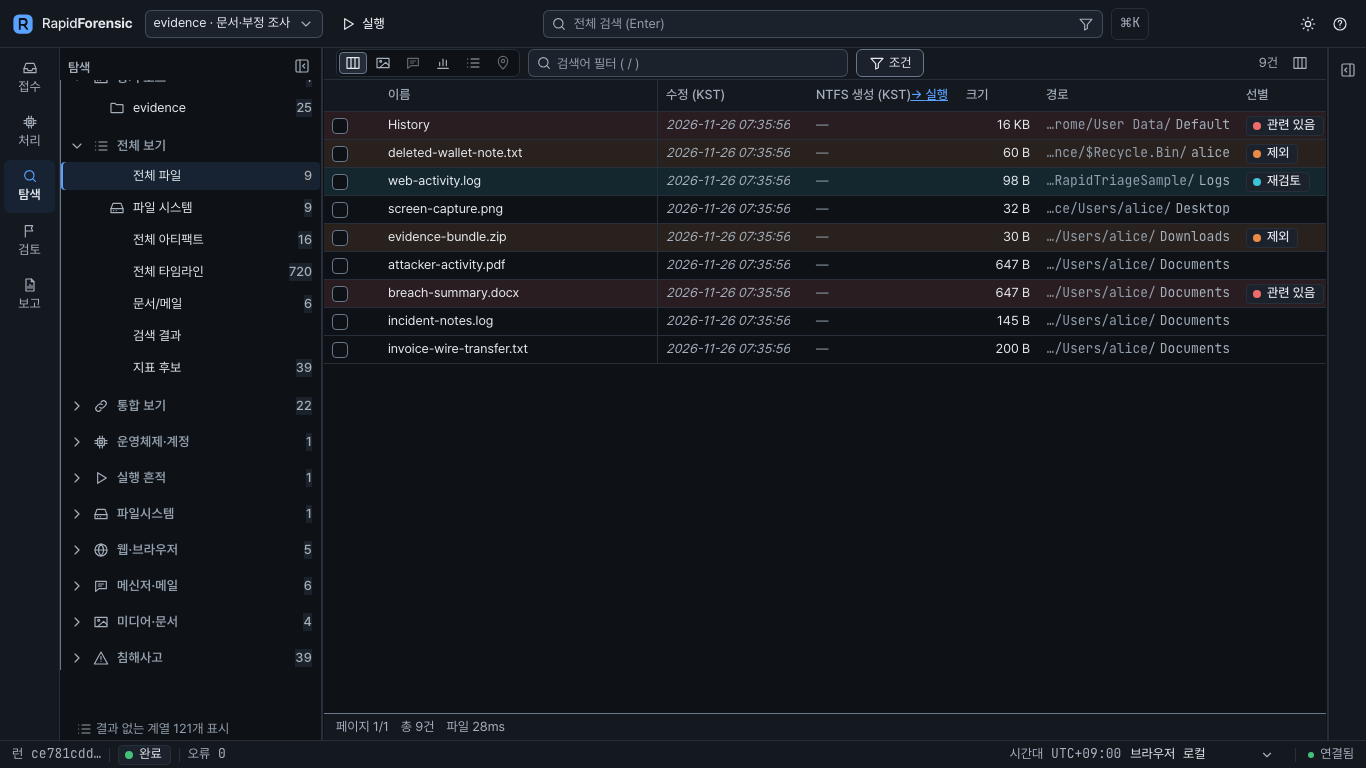 R RapidForensic evidence · 문서·부정 조사 실행 전체 검색 (Enter) ⌘K
접수
처리
탐색
검토
보고
탐색
evidence 25
전체 보기
전체 파일 9
파일 시스템 9
전체 아티팩트 16
전체 타임라인 720
문서/메일 6
검색 결과
지표 후보 39
통합 보기 22
운영체제·계정 1
실행 흔적 1
파일시스템 1
웹·브라우저 5
메신저·메일 6
미디어·문서 4
침해사고 39
결과 없는 계열 121개 표시
검색어 필터 ( / ) 조건 9건
이름 수정 (KST) NTFS 생성 (KST)→ 실행 크기 경로 선별
History 2026-11-26 07:35:56 — 16 KB …rome/User Data/ Default 관련 있음
deleted-wallet-note.txt 2026-11-26 07:35:56 — 60 B …nce/$Recycle.Bin/ alice 제외
web-activity.log 2026-11-26 07:35:56 — 98 B …RapidTriageSample/ Logs 재검토
screen-capture.png 2026-11-26 07:35:56 — 32 B …ce/Users/alice/ Desktop
evidence-bundle.zip 2026-11-26 07:35:56 — 30 B …/Users/alice/ Downloads 제외
attacker-activity.pdf 2026-11-26 07:35:56 — 647 B …/Users/alice/ Documents
breach-summary.docx 2026-11-26 07:35:56 — 647 B …/Users/alice/ Documents 관련 있음
incident-notes.log 2026-11-26 07:35:56 — 145 B …/Users/alice/ Documents
invoice-wire-transfer.txt 2026-11-26 07:35:56 — 200 B …/Users/alice/ Documents
페이지 1/1 총 9건 파일 28ms
런 ce781cdd… 완료 오류 0 시간대 UTC+09:00 브라우저 로컬 연결됨